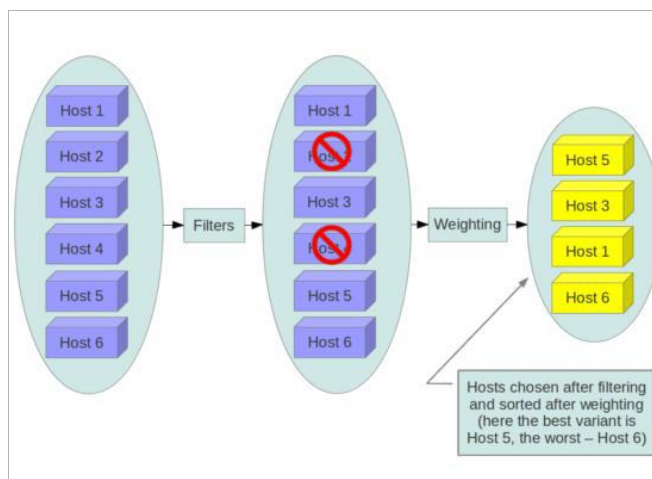 Host 1
Host 2
Host 3
Host 4
Host 5
Host 6
Filters
Host 1
Host
Host 3
Host
Host 5
Host 6
Weighting
Host 5
Host 3
Host 1
Host 6
Hosts chosen after filtering
and sorted after weighting
(here the best variant is
Host 5, the worst – Host 6)